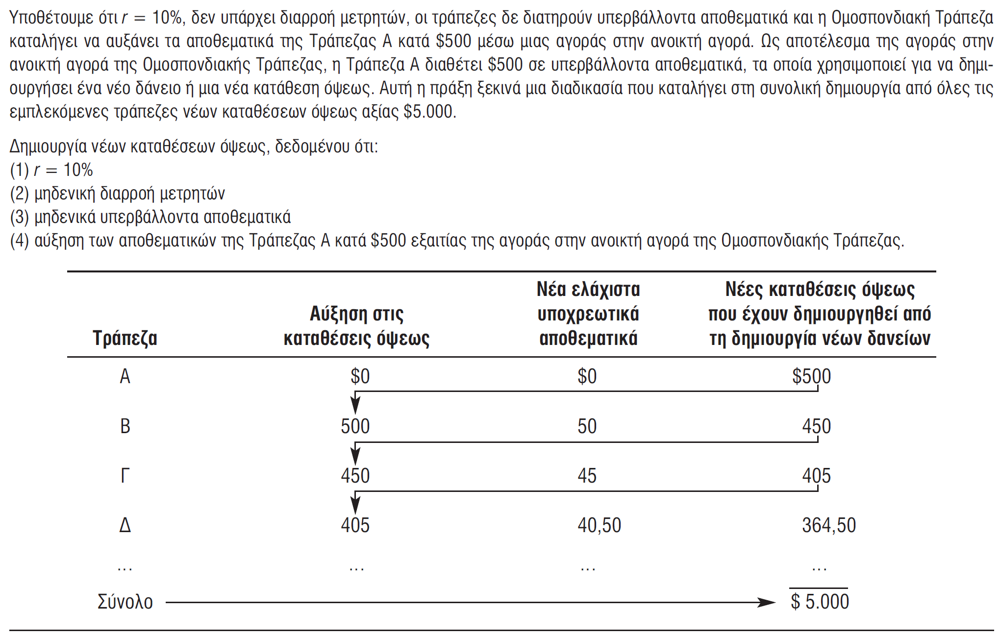 Υποθέτουμε ότι r = 10%, δεν υπάρχει διαρροή μετρητών, οι τράπεζες δε διατηρούν υπερβάλλοντα αποθεματικά και η Ομοσπονδιακή Τράπεζα
καταλήγει να αυξάνει τα αποθεματικά της Τράπεζας Α κατά $500 μέσω μιας αγοράς στην ανοικτή αγορά. Ως αποτέλεσμα της αγοράς στην
ανοικτή αγορά της Ομοσπονδιακής Τράπεζας, η Τράπεζα Α διαθέτει $500 σε υπερβάλλοντα αποθεματικά, τα οποία χρησιμοποιεί για να δημι-
ουργήσει ένα νέο δάνειο ή μια νέα κατάθεση όψεως. Αυτή η πράξη ξεκινά μια διαδικασία που καταλήγει στη συνολική δημιουργία από όλες τις
εμπλεκόμενες τράπεζες νέων καταθέσεων όψεως αξίας $5.000.
Δημιουργία νέων καταθέσεων όψεως, δεδομένου ότι:
(1) r = 10%
(2) μηδενική διαρροή μετρητών
(3) μηδενικά υπερβάλλοντα αποθεματικά
(4) αύξηση των αποθεματικών της Τράπεζας Α κατά $500 εξαιτίας της αγοράς στην ανοικτή αγορά της Ομοσπονδιακής Τράπεζας.
Νέα ελάχιστα Νέες καταθέσεις όψεως
Αύξηση στις υποχρεωτικά που έχουν δημιουργηθεί από
Τράπεζα καταθέσεις όψεως αποθεματικά τη δημιουργία νέων δανείων
Α $0 $0 $500
Β 500 50 450
Γ 450 45 405
Δ 405 40,50 364,50
... ... ... ...
Σύνολο $ 5.000